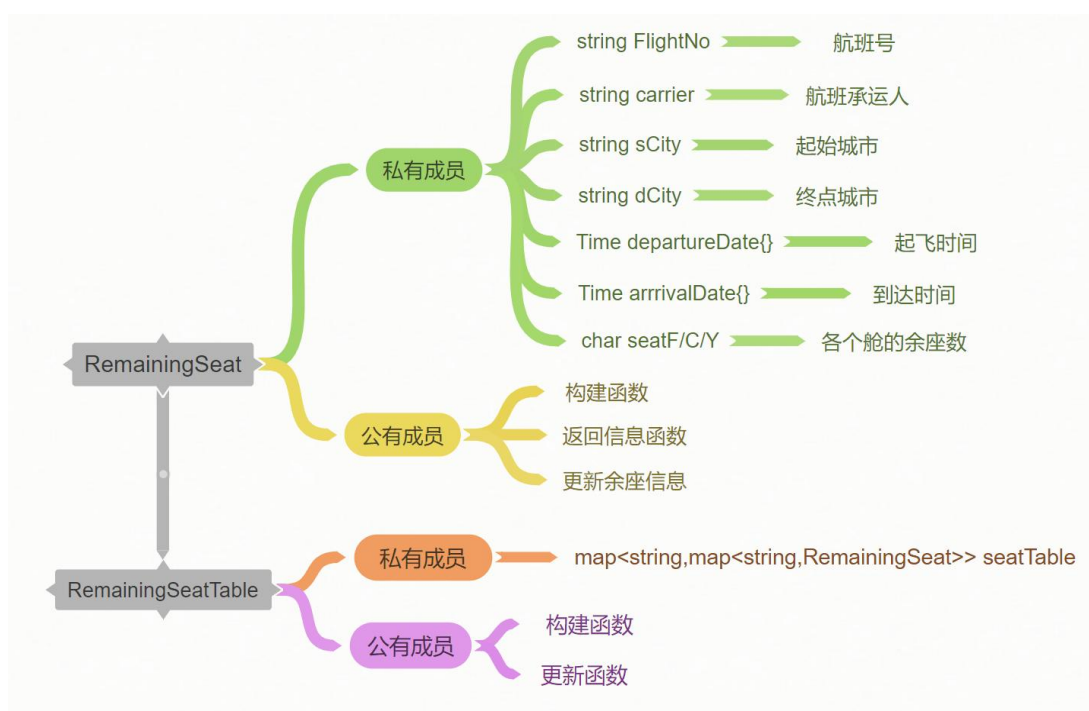 RemainingSeat
私有成员
string FlightNo 航班号
string carrier 航班承运人
string sCity 起始城市
string dCity 终点城市
Time departureDate{} 起飞时间
Time arrrivalDate{} 到达时间
char seatF/C/Y 各个舱的余座数
公有成员
构建函数
返回信息函数
更新余座信息
RemainingSeatTable
私有成员
map<string,map<string,RemainingSeat>> seatTable
公有成员
构建函数
更新函数